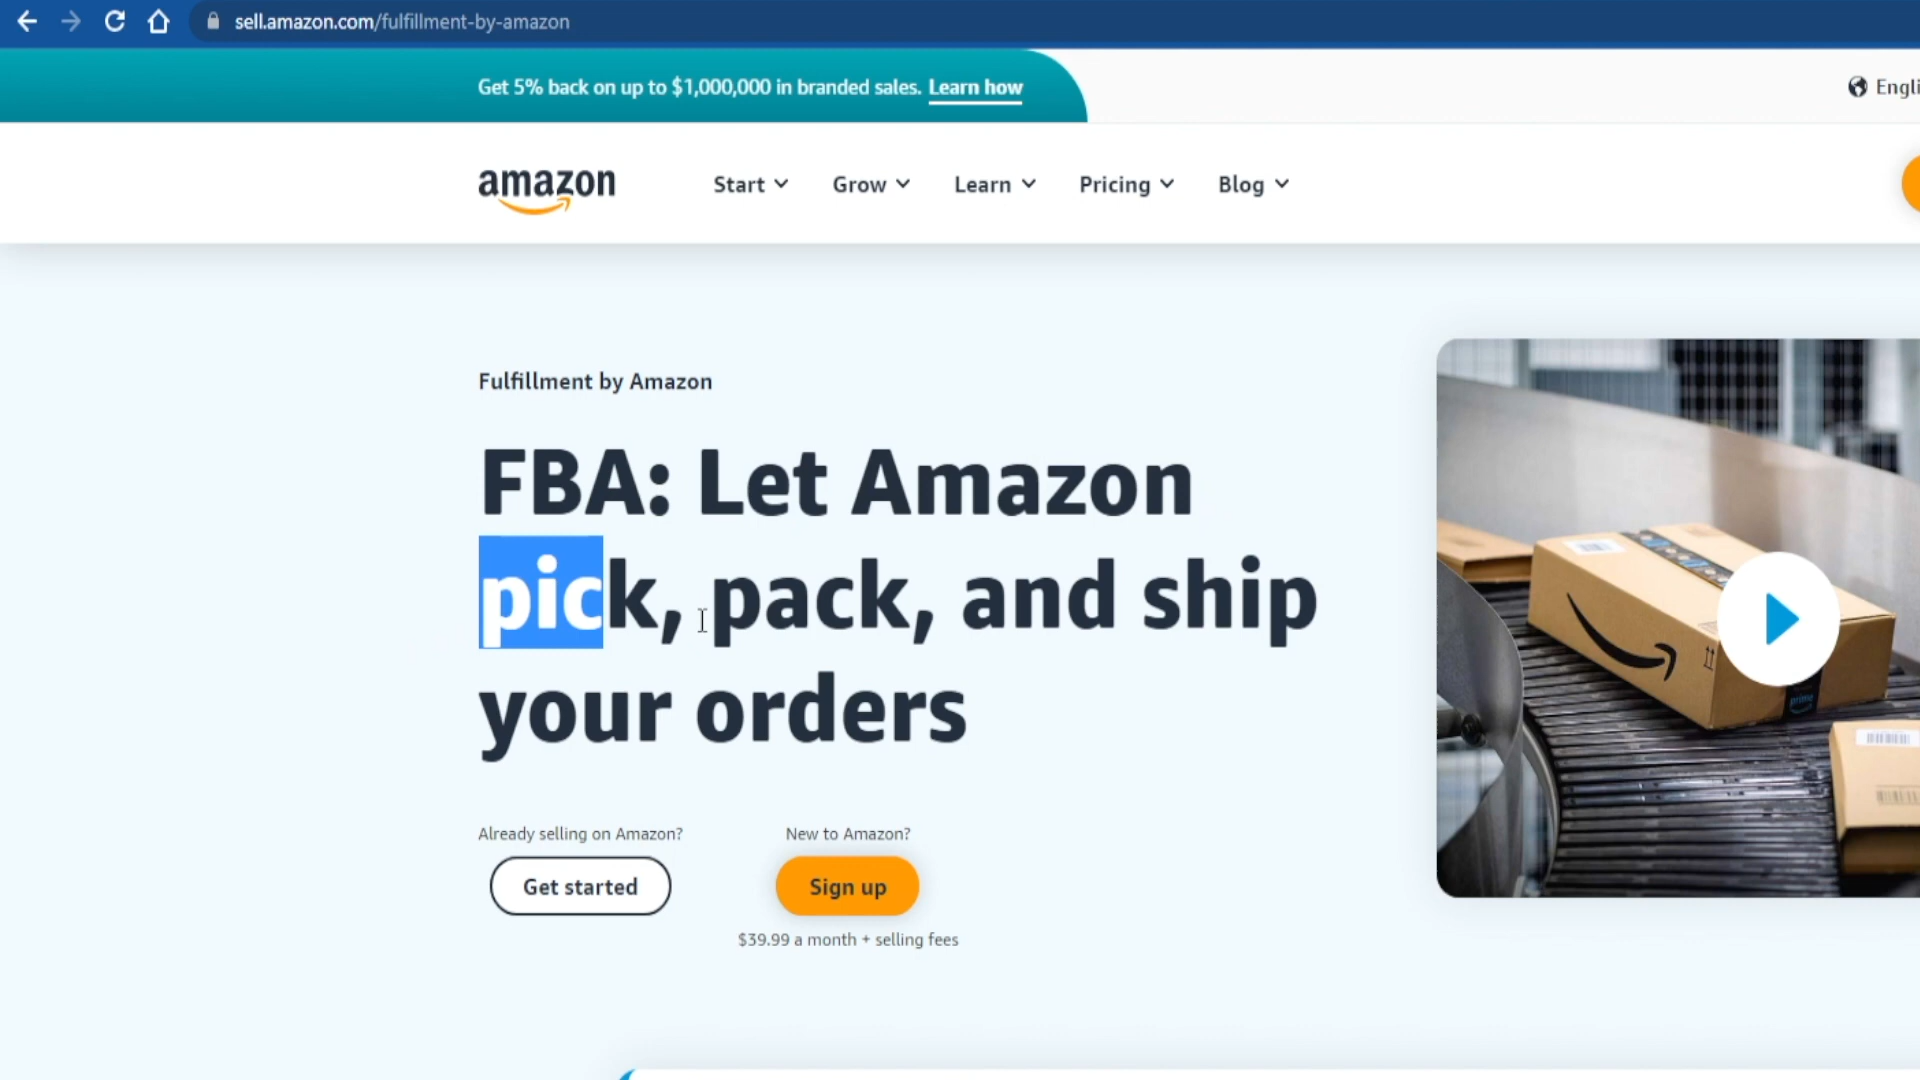 sell.amazon.com/fulfillment-by-amazon
Get 5% back on up to $1,000,000 in branded sales. Learn how
amazon
Start
Grow
Learn
Pricing
Blog
Fulfillment by Amazon
FBA: Let Amazon
pick, pack, and ship
your orders
Already selling on Amazon?
Get started
New to Amazon?
Sign up
$39.99 a month + selling fees
prime